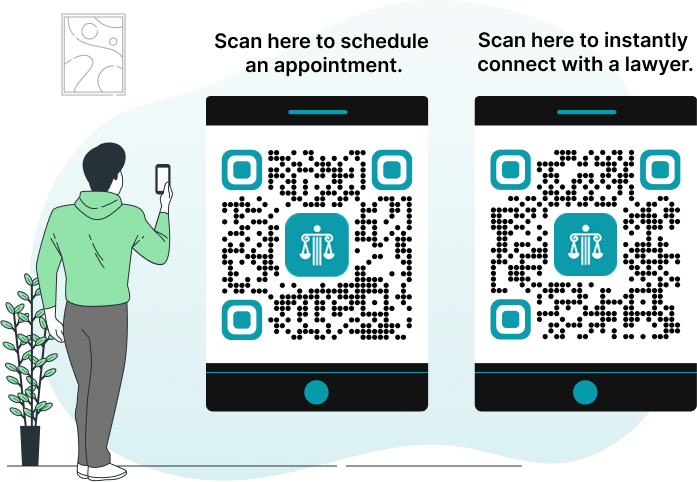 Scan here to schedule
an appointment.
Scan here to instantly
connect with a lawyer.